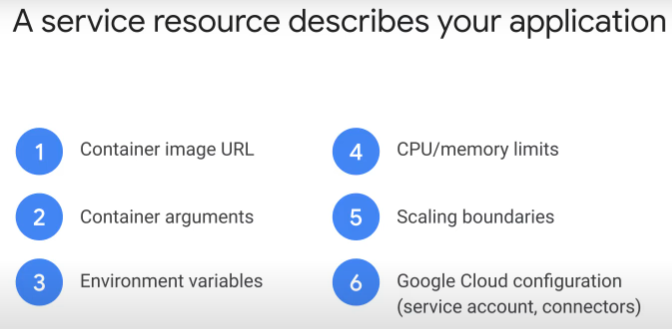 A service resource describes your application
1 Container image URL
2 Container arguments
3 Environment variables
4 CPU/memory limits
5 Scaling boundaries
6 Google Cloud configuration
(service account, connectors)